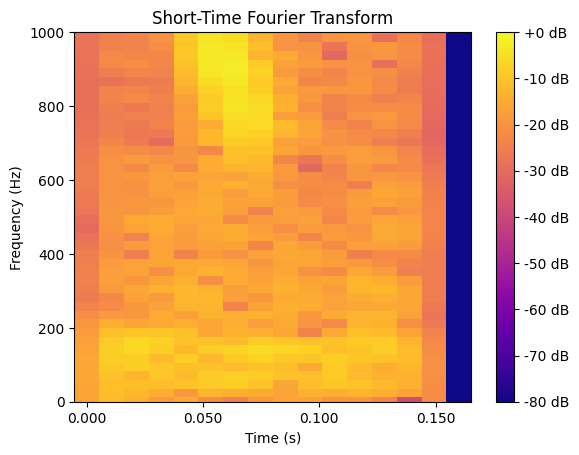 Short-Time Fourier Transform
1000
800
600
400
200
0
Frequency (Hz)
0.000
0.050
0.100
0.150
Time (s)
+0 dB
-10 dB
-20 dB
-30 dB
-40 dB
-50 dB
-60 dB
-70 dB
-80 dB